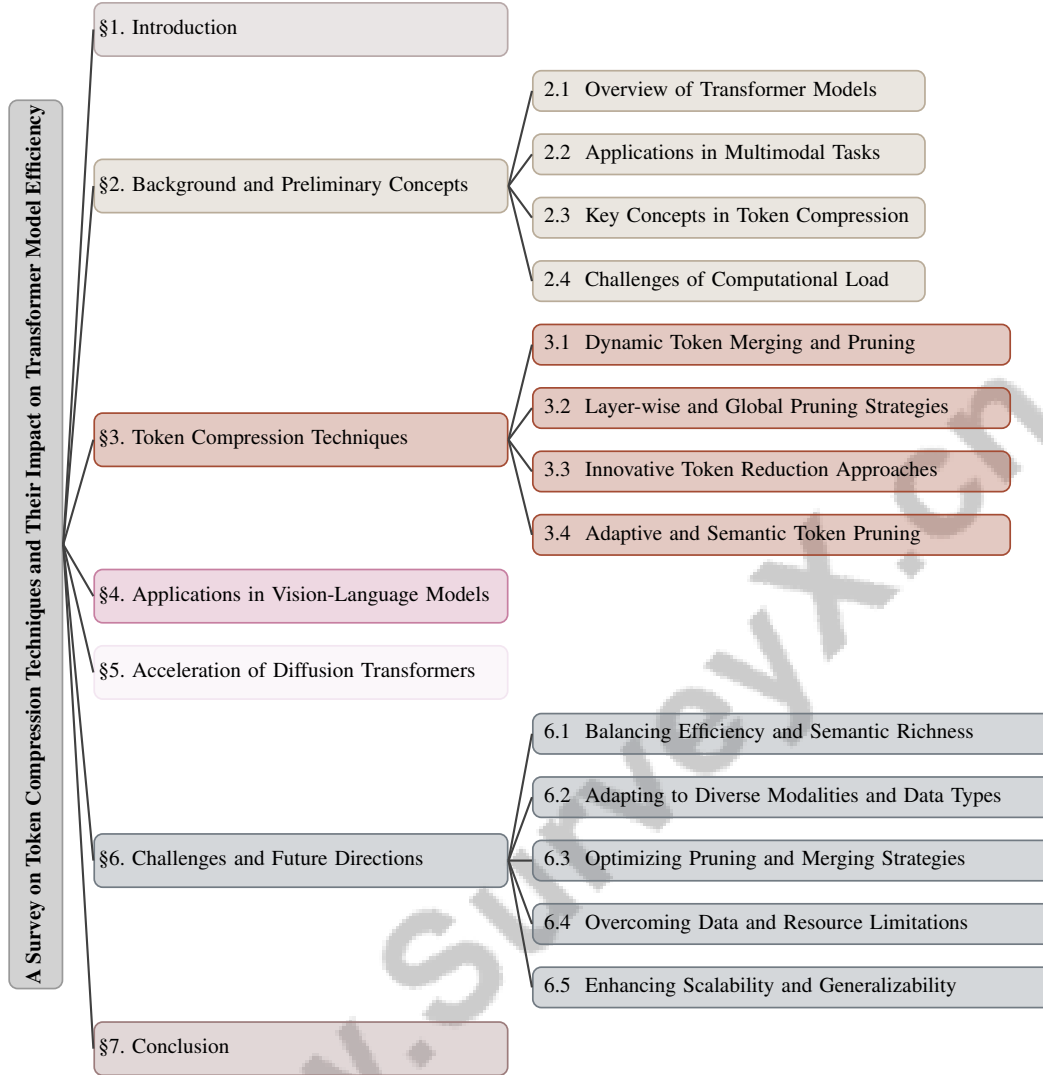 A Survey on Token Compression Techniques and Their Impact on Transformer Model Efficiency
§1. Introduction
§2. Background and Preliminary Concepts
2.1 Overview of Transformer Models
2.2 Applications in Multimodal Tasks
2.3 Key Concepts in Token Compression
2.4 Challenges of Computational Load
§3. Token Compression Techniques
3.1 Dynamic Token Merging and Pruning
3.2 Layer-wise and Global Pruning Strategies
3.3 Innovative Token Reduction Approaches
3.4 Adaptive and Semantic Token Pruning
§4. Applications in Vision-Language Models
§5. Acceleration of Diffusion Transformers
§6. Challenges and Future Directions
6.1 Balancing Efficiency and Semantic Richness
6.2 Adapting to Diverse Modalities and Data Types
6.3 Optimizing Pruning and Merging Strategies
6.4 Overcoming Data and Resource Limitations
6.5 Enhancing Scalability and Generalizability
§7. Conclusion
w.SurveyX.cn